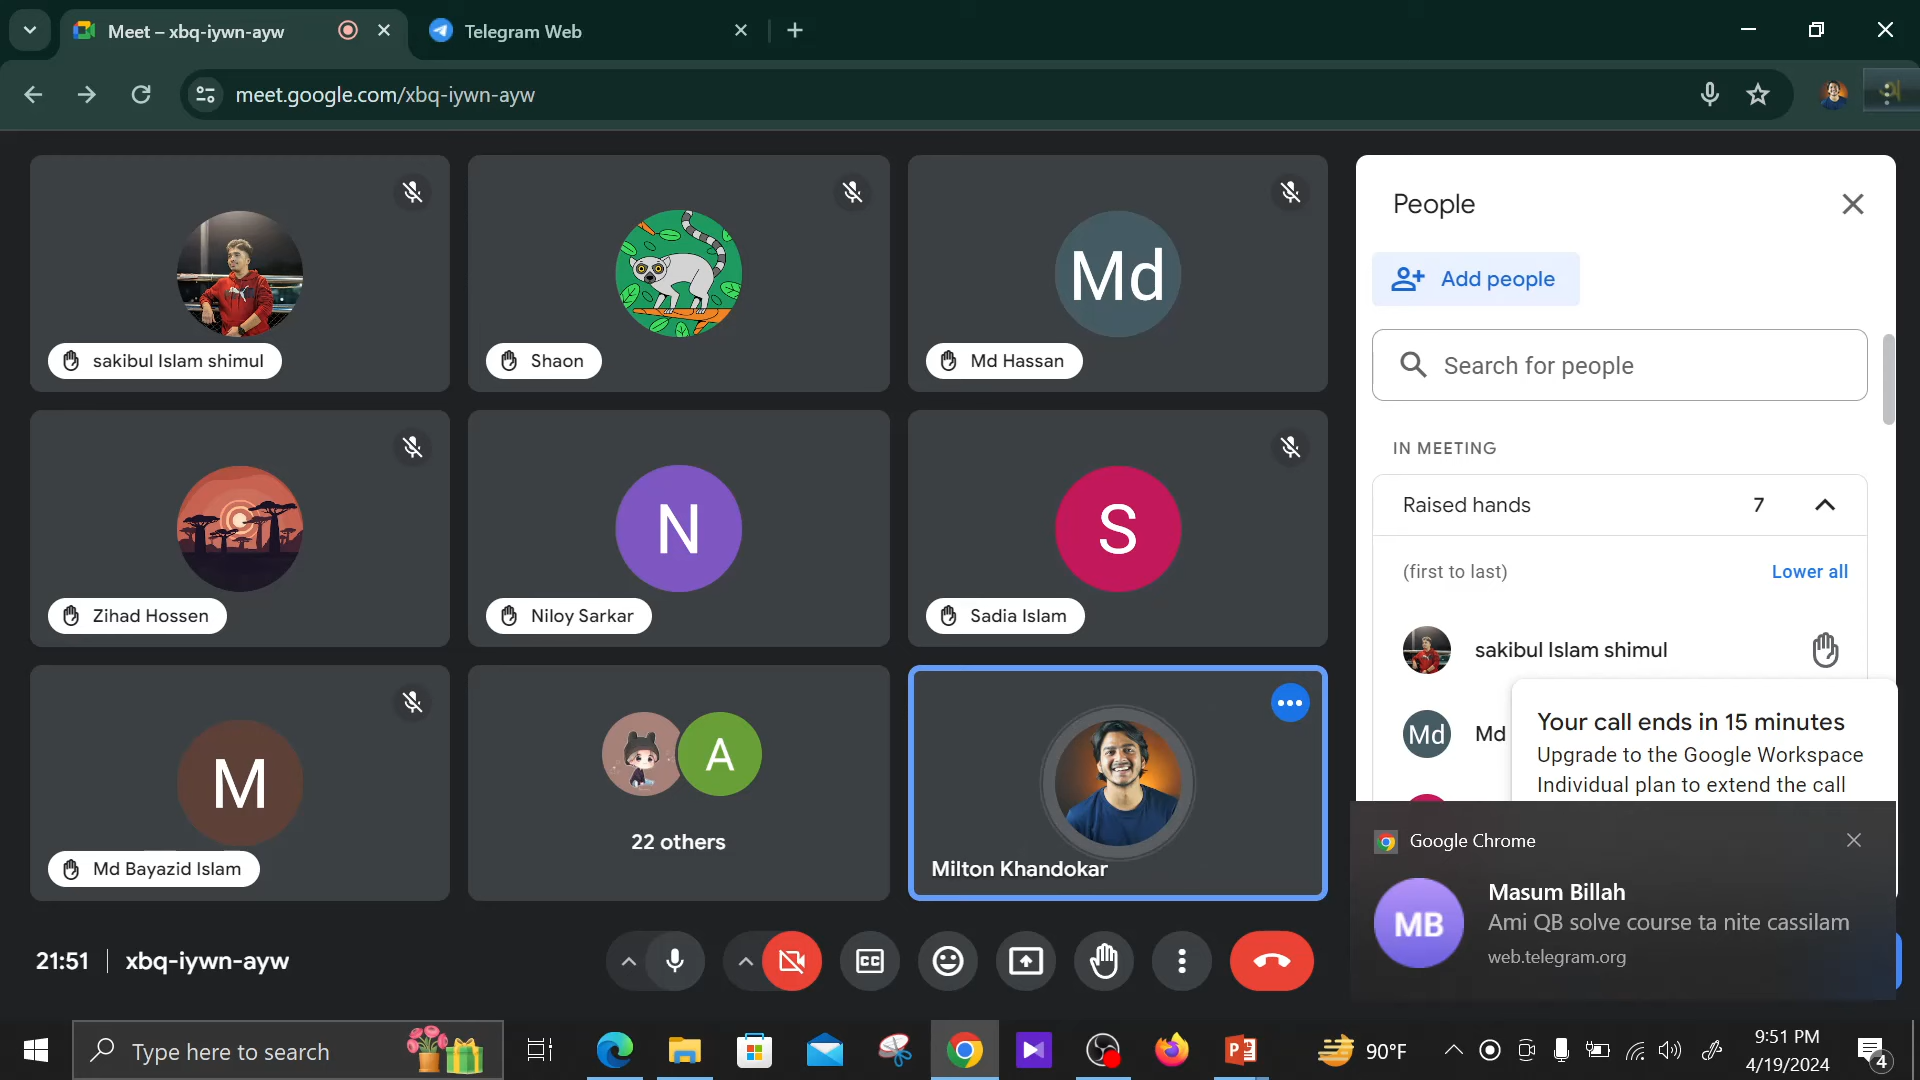 Meet – xbq-iywn-ayw
Telegram Web
meet.google.com/xbq-iywn-ayw
sakibul Islam shimul
Shaon
Md
Md Hassan
Zihad Hossen
N
Niloy Sarkar
S
Sadia Islam
M
Md Bayazid Islam
A
22 others
Milton Khandokar
People
Add people
Search for people
IN MEETING
Raised hands 7
(first to last) Lower all
sakibul Islam shimul
Md Md
Your call ends in 15 minutes
Upgrade to the Google Workspace
Individual plan to extend the call
Google Chrome
MB
Masum Billah
Ami QB solve course ta nite cassilam
web.telegram.org
21:51 xbq-iywn-ayw
CC
Type here to search
90°F
9:51 PM
4/19/2024
4